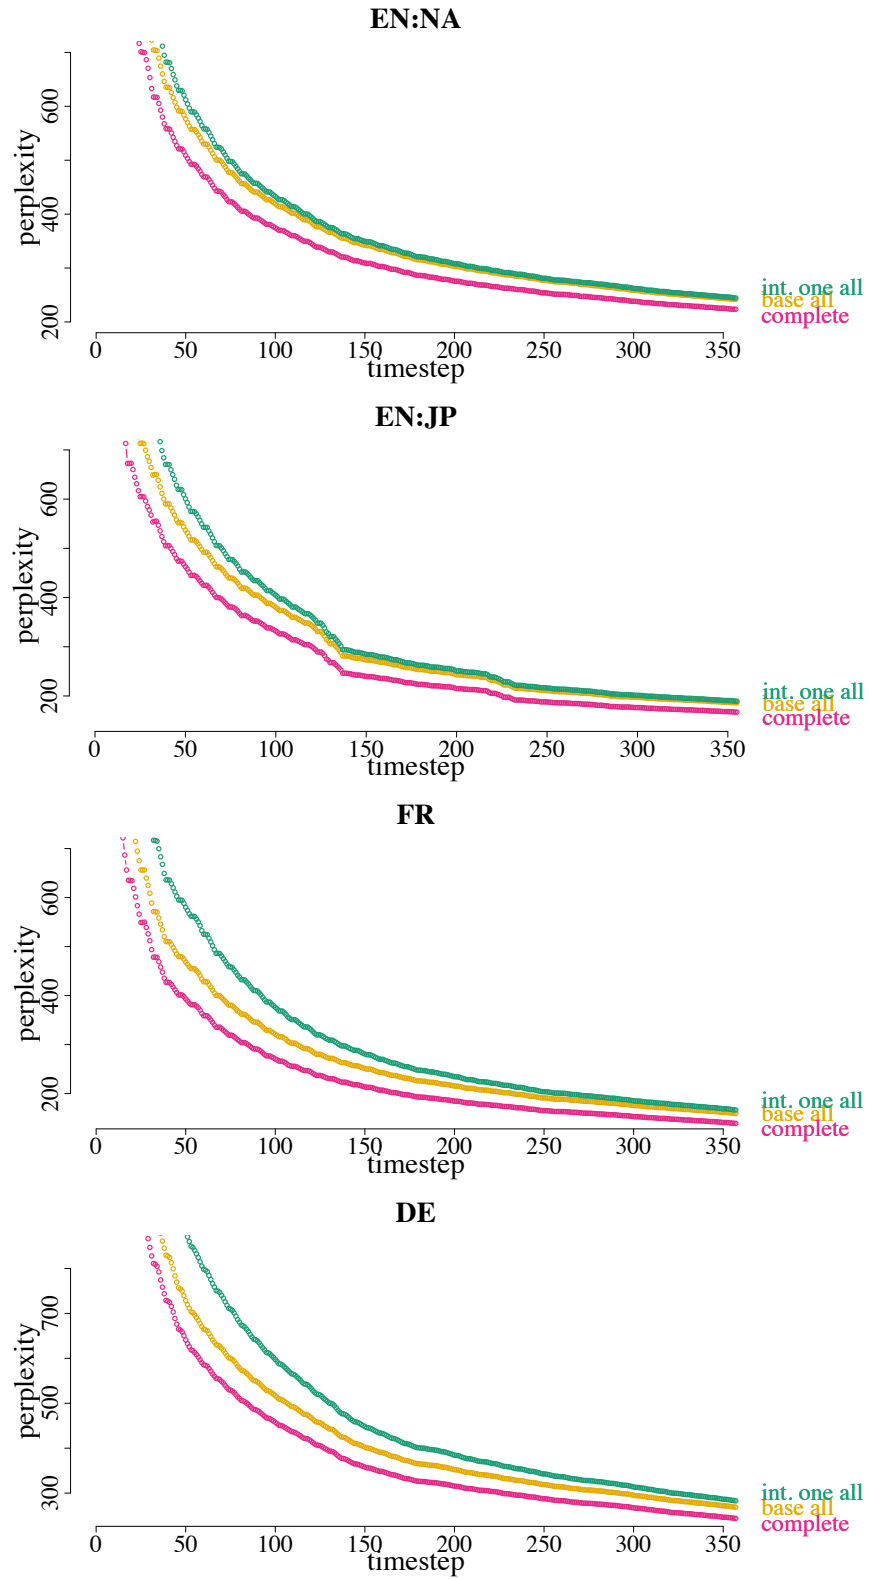 EN:NA
perplexity
600
400
200
0 50 100 150 200 250 300 350
timestep
int. one all
base all
complete
EN:JP
perplexity
600
400
200
0 50 100 150 200 250 300 350
timestep
int. one all
base all
complete
FR
perplexity
600
400
200
0 50 100 150 200 250 300 350
timestep
int. one all
base all
complete
DE
perplexity
700
500
300
0 50 100 150 200 250 300 350
timestep
int. one all
base all
complete